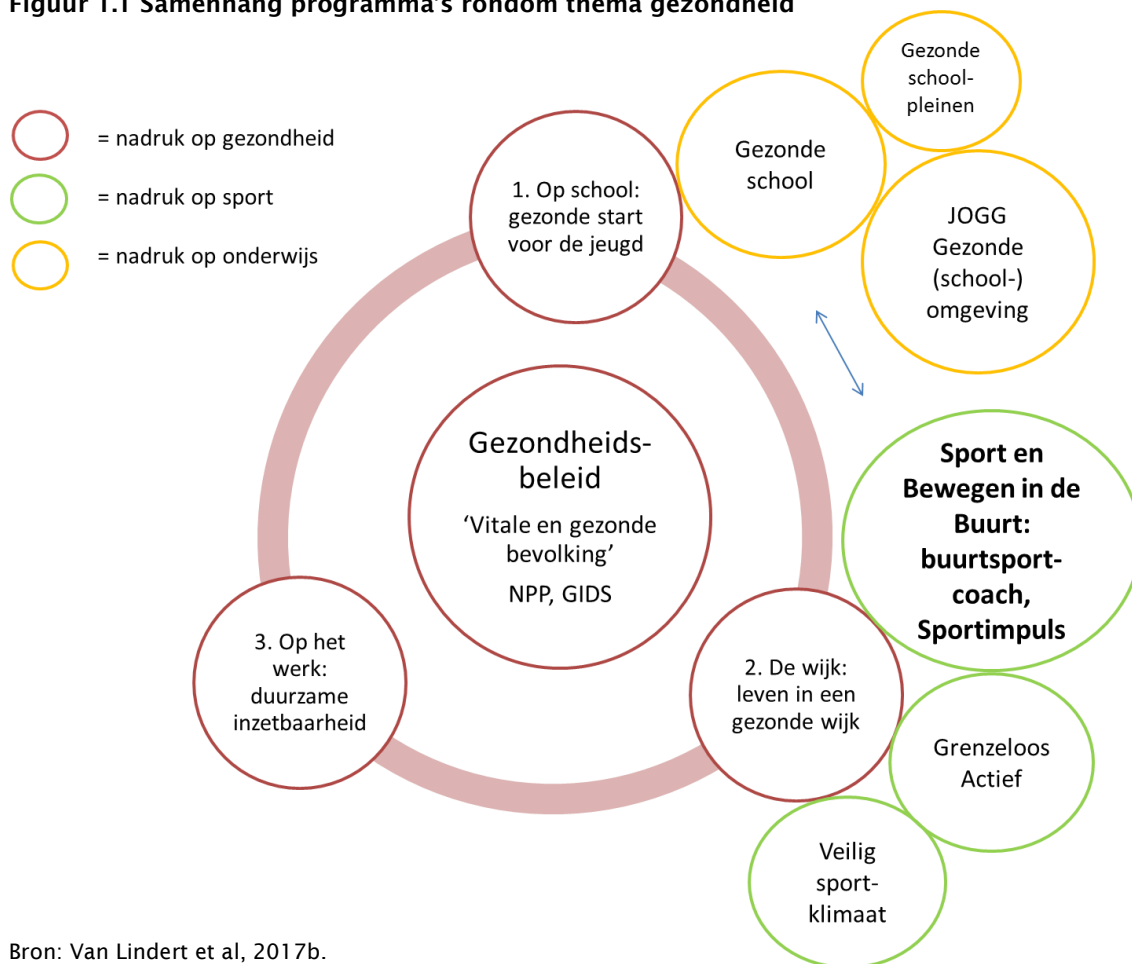 Figuur 1.1 Samenhang programma's rondom thema gezondheid
= nadruk op gezondheid
= nadruk op sport
= nadruk op onderwijs
1. Op school:
gezonde start
voor de jeugd
Gezonde
school
Gezonde
school-
pleinen
JOGG
Gezonde
(school-)
omgeving
Gezondheids-
beleid
‘Vitale en gezonde
bevolking’
NPP, GIDS
Sport en
Bewegen in de
Buurt:
buurtsport-
coach,
Sportimpuls
3. Op het
werk:
duurzame
inzetbaarheid
2. De wijk:
leven in een
gezonde wijk
Grenzeloos
Actief
Veilig
sport-
klimaat
Bron: Van Lindert et al, 2017b.